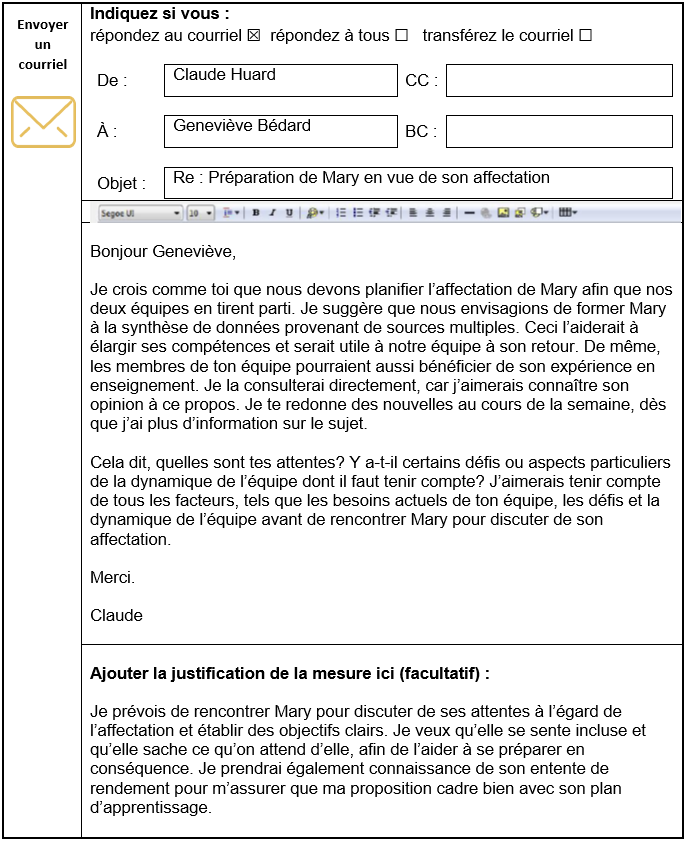 Envoyer
un
courriel
Indiquez si vous :
répondez au courriel ☒ répondez à tous ☐ transférez le courriel ☐
De : Claude Huard CC :
À : Geneviève Bédard BC :
Objet : Re : Préparation de Mary en vue de son affectation
Segoe UI 10 B I U
Bonjour Geneviève,
Je crois comme toi que nous devons planifier l’affectation de Mary afin que nos
deux équipes en tirent parti. Je suggère que nous envisagions de former Mary
à la synthèse de données provenant de sources multiples. Ceci l’aiderait à
élargir ses compétences et serait utile à notre équipe à son retour. De même,
les membres de ton équipe pourraient aussi bénéficier de son expérience en
enseignement. Je la consulterai directement, car j’aimerais connaître son
opinion à ce propos. Je te redonne des nouvelles au cours de la semaine, dès
que j’ai plus d’information sur le sujet.
Cela dit, quelles sont tes attentes? Y a-t-il certains défis ou aspects particuliers
de la dynamique de l’équipe dont il faut tenir compte? J’aimerais tenir compte
de tous les facteurs, tels que les besoins actuels de ton équipe, les défis et la
dynamique de l’équipe avant de rencontrer Mary pour discuter de son
affectation.
Merci.
Claude
Ajouter la justification de la mesure ici (facultatif) :
Je prévois de rencontrer Mary pour discuter de ses attentes à l’égard de
l’affectation et établir des objectifs clairs. Je veux qu’elle se sente incluse et
qu’elle sache ce qu’on attend d’elle, afin de l’aider à se préparer en
conséquence. Je prendrai également connaissance de son entente de
rendement pour m’assurer que ma proposition cadre bien avec son plan
d’apprentissage.